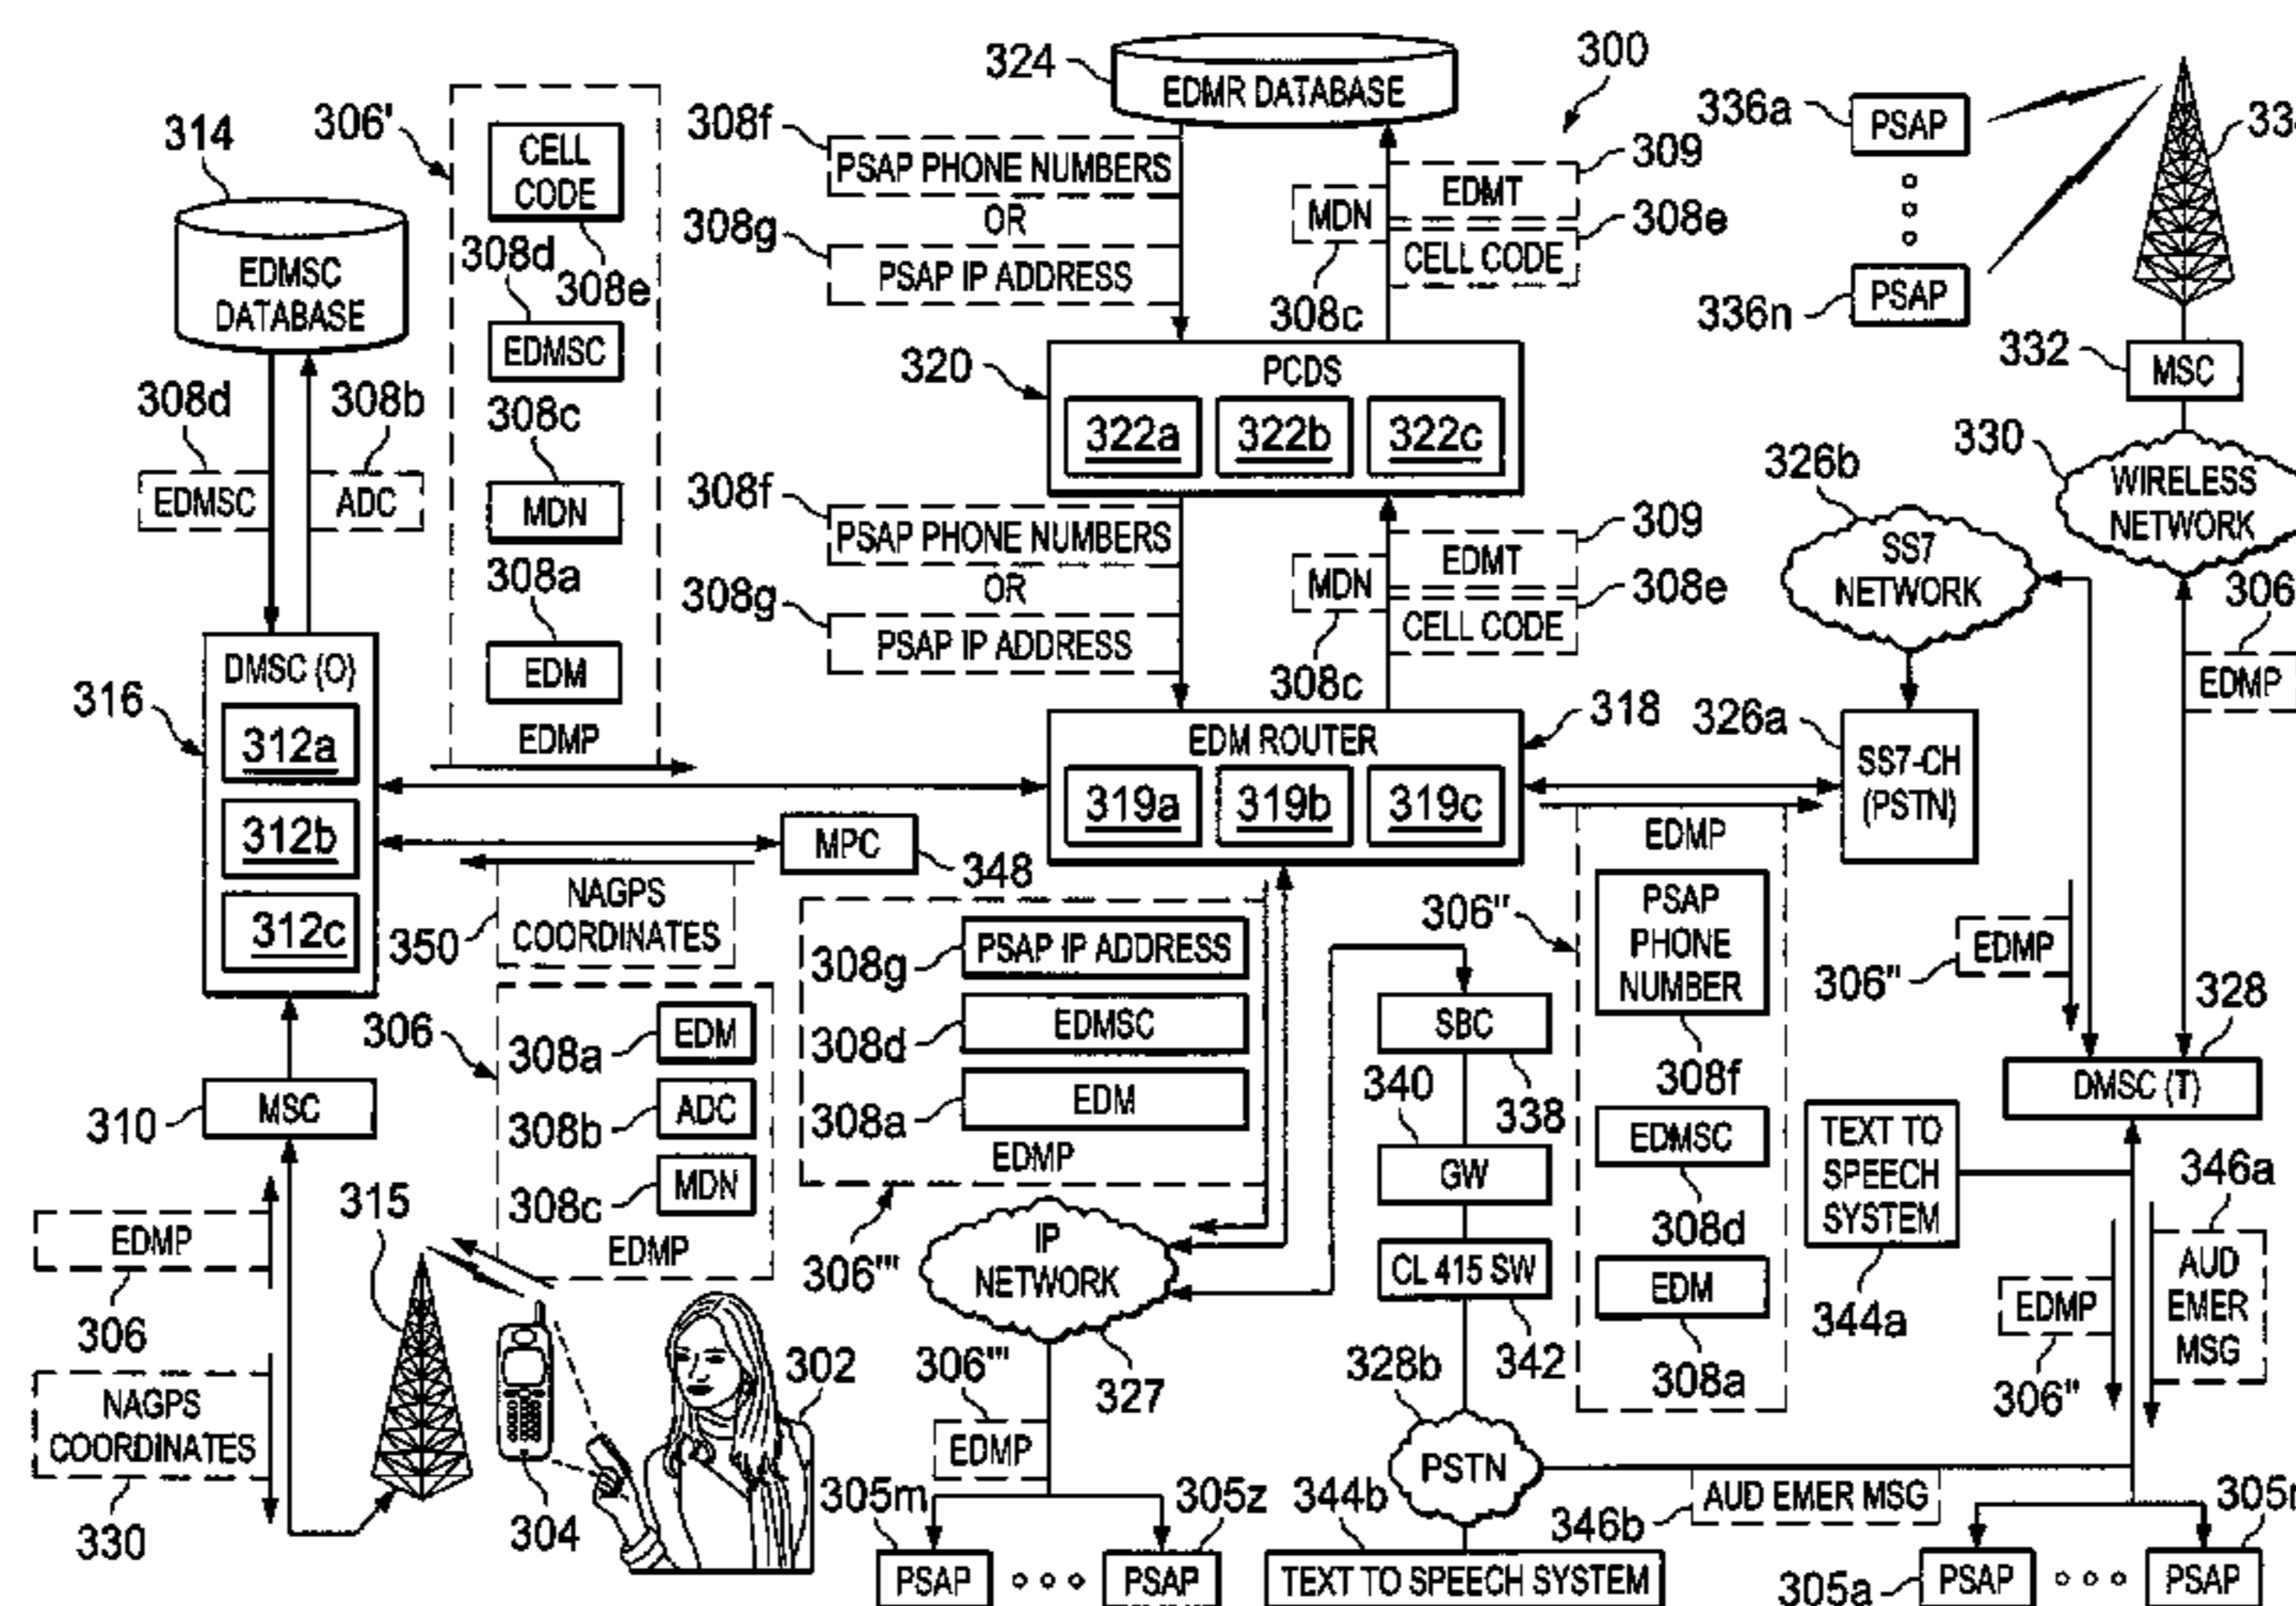 314
EDMSC
DATABASE
308d
308b
EDMSC
ADC
316
DMSC (O)
312a
312b
312c
310
MSC
EDMP
306
NAGPS
COORDINATES
330
315
306'
CELL
CODE
308d
308e
EDMSC
308c
MDN
308a
EDM
EDMP
MPC
348
NAGPS
COORDINATES
350
306
308a
EDM
308b
ADC
308c
MDN
EDMP
304
302
324
EDMR DATABASE
300
308f
PSAP PHONE NUMBERS
OR
308g
PSAP IP ADDRESS
309
EDMT
MDN
308e
CELL CODE
308c
320
PCDS
322a
322b
322c
308f
PSAP PHONE NUMBERS
OR
308g
PSAP IP ADDRESS
309
EDMT
MDN
308e
CELL CODE
308c
318
EDM ROUTER
319a
319b
319c
308g
PSAP IP ADDRESS
308d
EDMSC
308a
EDM
EDMP
306'''
IP
NETWORK
327
306'''
EDMP
305m
305z
PSAP
PSAP
SBC
338
340
GW
CL 415 SW
342
328b
PSTN
344b
TEXT TO SPEECH SYSTEM
346b
AUD EMER MSG
EDMP
306''
PSAP
PHONE
NUMBER
308f
EDMSC
308d
EDM
308a
336a
PSAP
336n
PSAP
332
MSC
330
WIRELESS
NETWORK
326b
SS7
NETWORK
306
EDMP
326a
SS7-CH
(PSTN)
306''
EDMP
328
DMSC (T)
TEXT TO
SPEECH
SYSTEM
344a
346a
AUD
EMER
MSG
EDMP
306''
305a
PSAP
PSAP